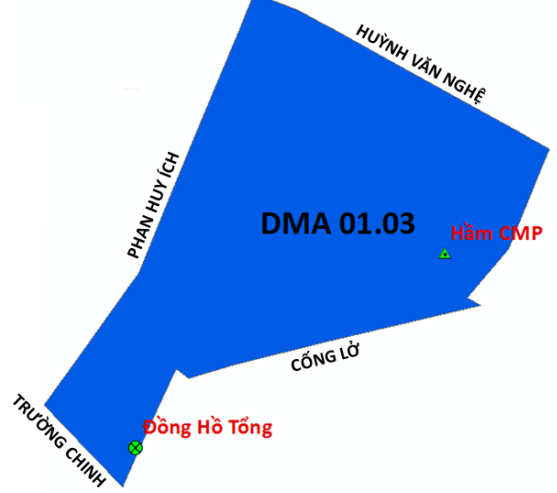 HUỲNH VĂN NGHỆ
PHAN HUY ÍCH
DMA 01.03
Hầm CMP
CỐNG LỞ
TRƯỜNG CHINH
Đồng Hồ Tổng